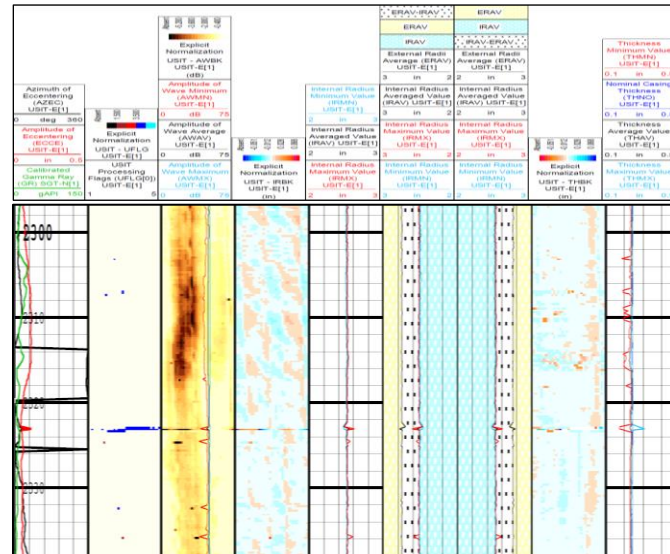 Azimuth of
Eccentering
(AZEC)
USIT-E[1]
0 deg 360
Amplitude of
Eccentering
(ECCE)
USIT-E[1]
0 in 0.5
Calibrated
Gamma Ray
(GR) SGT-N[1]
0 gAPI 150
Explicit
Normalization
USIT - UFLG
USIT-E[1]
USIT
Processing
Flags (UFLG[0])
USIT-E[1]
1 5
Explicit
Normalization
USIT - AWBK
USIT-E[1]
(dB)
Amplitude of
Wave Minimum
(AWMN)
USIT-E[1]
0 dB 75
Amplitude of
Wave Average
(AWAV)
USIT-E[1]
0 dB 75
Amplitude of
Wave Maximum
(AWMX)
USIT-E[1]
0 dB 75
Explicit
Normalization
USIT - IRBK
USIT-E[1]
(in)
Internal Radius
Minimum Value
(IRMN)
USIT-E[1]
2 in 3
Internal Radius
Averaged Value
(IRAV) USIT-E[1]
2 in 3
Internal Radius
Maximum Value
(IRMX)
USIT-E[1]
2 in 3
ERAV-IRAV
ERAV
IRAV
External Radii
Average (ERAV)
USIT-E[1]
3 in 2
Internal Radius
Averaged Value
(IRAV) USIT-E[1]
3 in 2
Internal Radius
Maximum Value
(IRMX)
USIT-E[1]
3 in 2
Internal Radius
Minimum Value
(IRMN)
USIT-E[1]
3 in 2
ERAV
IRAV
IRAV-ERAV
External Radii
Average (ERAV)
USIT-E[1]
2 in 3
Internal Radius
Averaged Value
(IRAV) USIT-E[1]
2 in 3
Internal Radius
Maximum Value
(IRMX)
USIT-E[1]
2 in 3
Internal Radius
Minimum Value
(IRMN)
USIT-E[1]
2 in 3
Explicit
Normalization
USIT - THBK
USIT-E[1]
(in)
Thickness
Minimum Value
(THMN)
USIT-E[1]
0.1 in
Nominal Casing
Thickness
(THNO)
USIT-E[1]
0.1 in
Thickness
Average Value
(THAV)
USIT-E[1]
0.1 in
Thickness
Maximum Value
(THMX)
USIT-E[1]
0.1 in
2300
2310
2320
2330